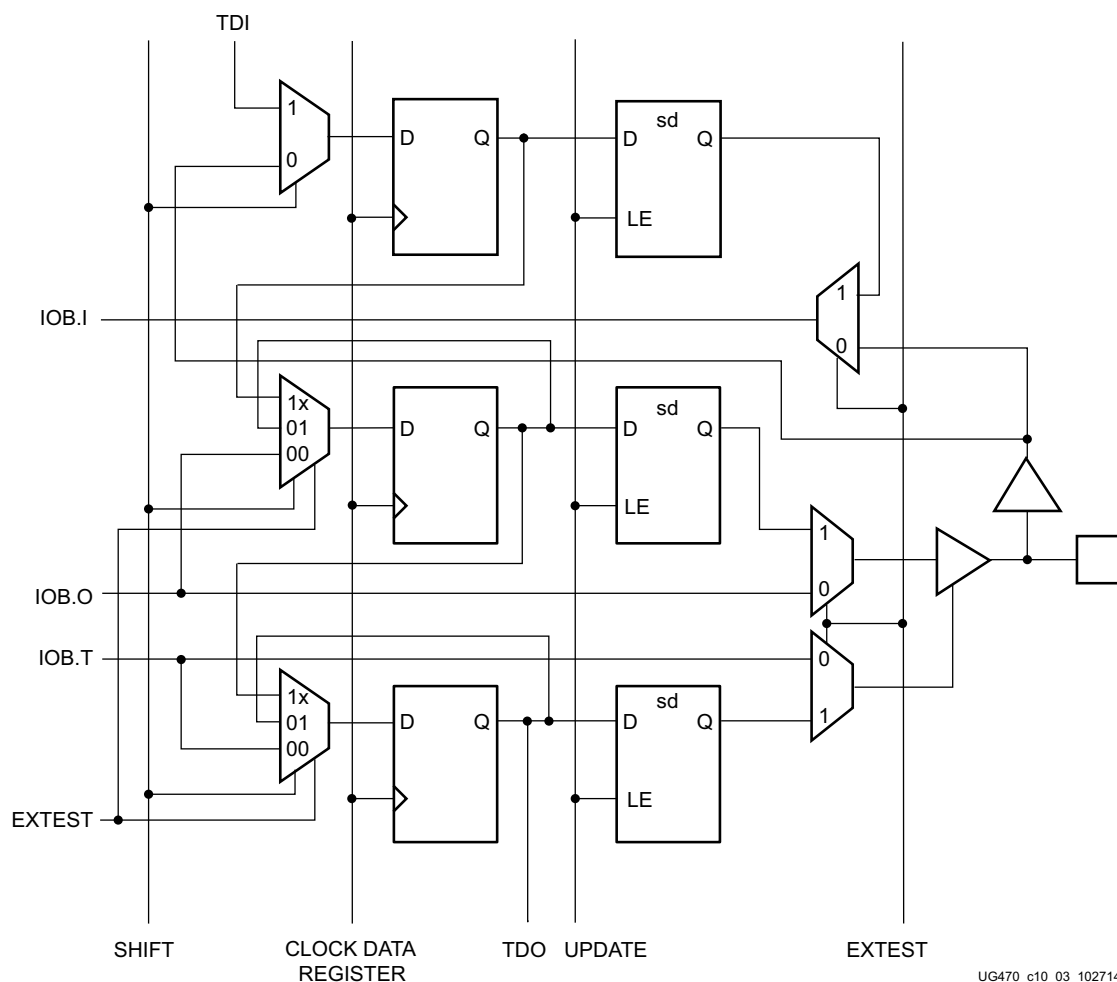 TDI
1
D
Q
sd
D
Q
0
LE
1
IOB.I
0
1x
D
Q
sd
D
Q
01
00
LE
1
IOB.O
0
IOB.T
0
1x
D
Q
sd
D
Q
01
1
00
LE
EXTEST
SHIFT
CLOCK DATA
REGISTER
TDO
UPDATE
EXTEST
UG470_c10_03_102714